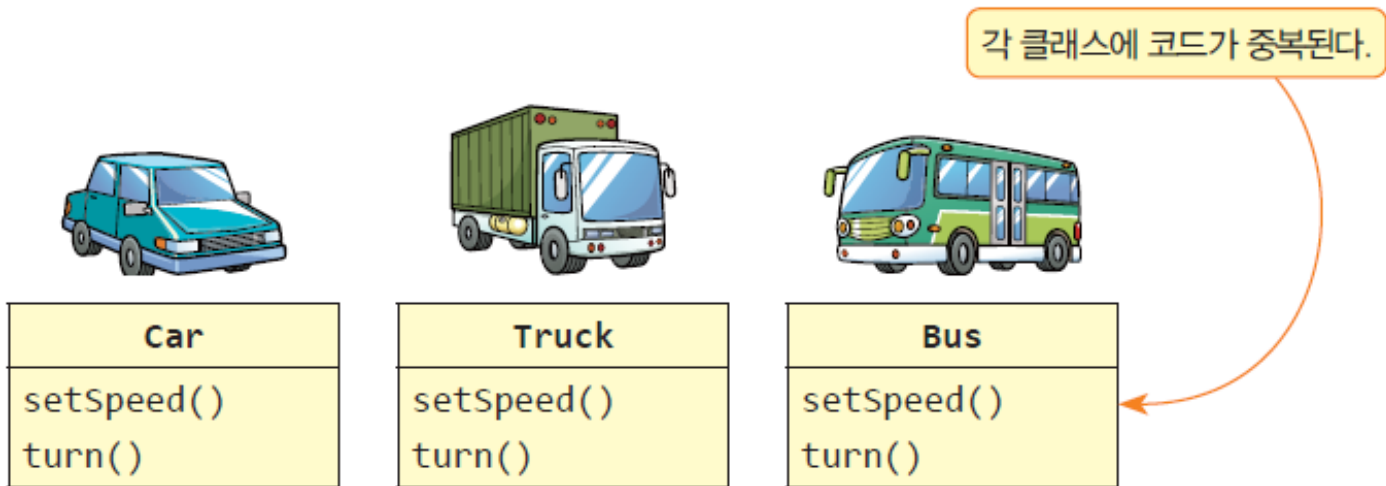 각 클래스에 코드가 중복된다.
Car
setSpeed()
turn()
Truck
setSpeed()
turn()
Bus
setSpeed()
turn()